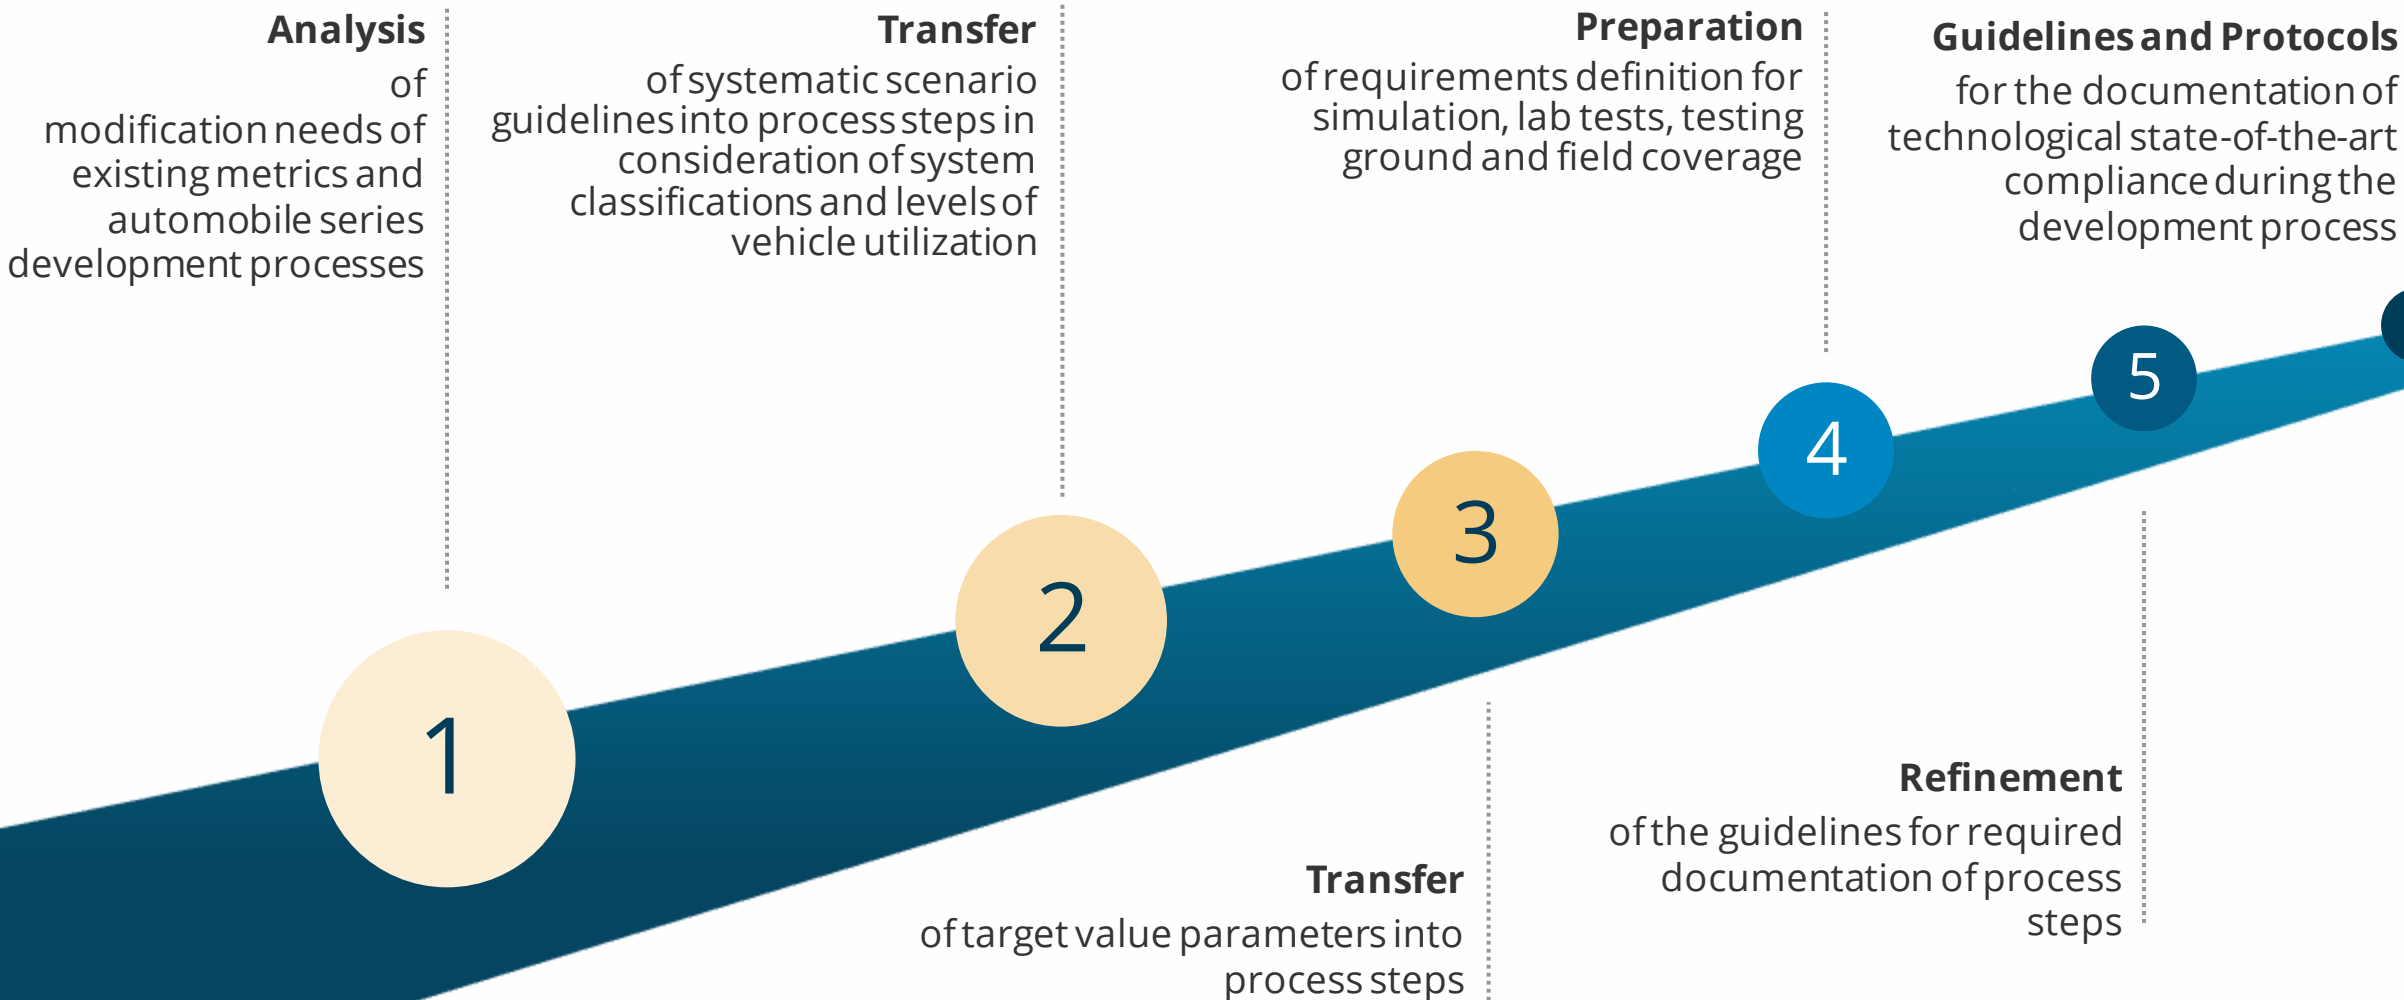 Analysis
of
modification needs of
existing metrics and
automobile series
development processes
Transfer
of systematic scenario
guidelines into process steps in
consideration of system
classifications and levels of
vehicle utilization
Preparation
of requirements definition for
simulation, lab tests, testing
ground and field coverage
Guidelines and Protocols
for the documentation of
technological state-of-the-art
compliance during the
development process
1
2
3
4
5
Transfer
of target value parameters into
process steps
Refinement
of the guidelines for required
documentation of process
steps